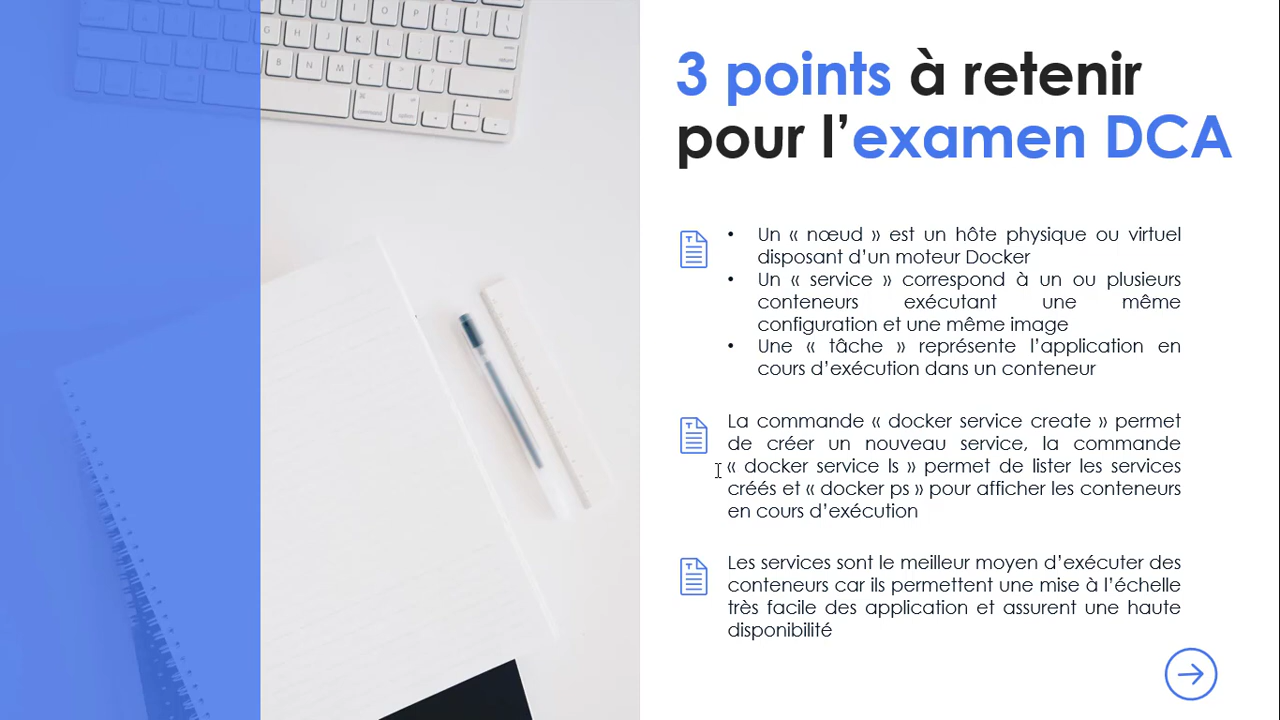 3 points à retenir
pour l’examen DCA
• Un « nœud » est un hôte physique ou virtuel
disposant d’un moteur Docker
• Un « service » correspond à un ou plusieurs
conteneurs exécutant une même
configuration et une même image
• Une « tâche » représente l’application en
cours d’exécution dans un conteneur
La commande « docker service create » permet
de créer un nouveau service, la commande
« docker service ls » permet de lister les services
créés et « docker ps » pour afficher les conteneurs
en cours d’exécution
Les services sont le meilleur moyen d’exécuter des
conteneurs car ils permettent une mise à l’échelle
très facile des application et assurent une haute
disponibilité